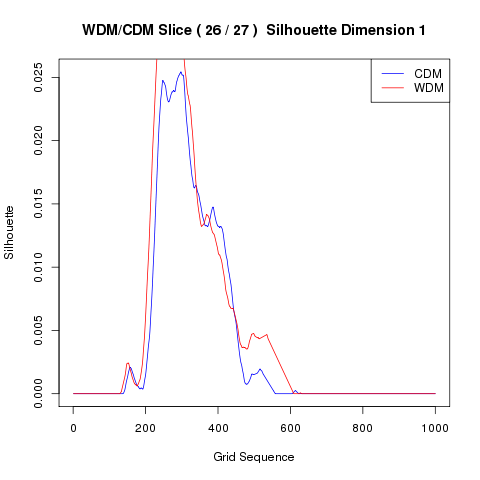 WDM/CDM Slice ( 26 / 27 )  Silhouette Dimension 1
CDM
WDM
0.025
0.020
0.015
0.010
0.005
0.000
Silhouette
0 200 400 600 800 1000
Grid Sequence